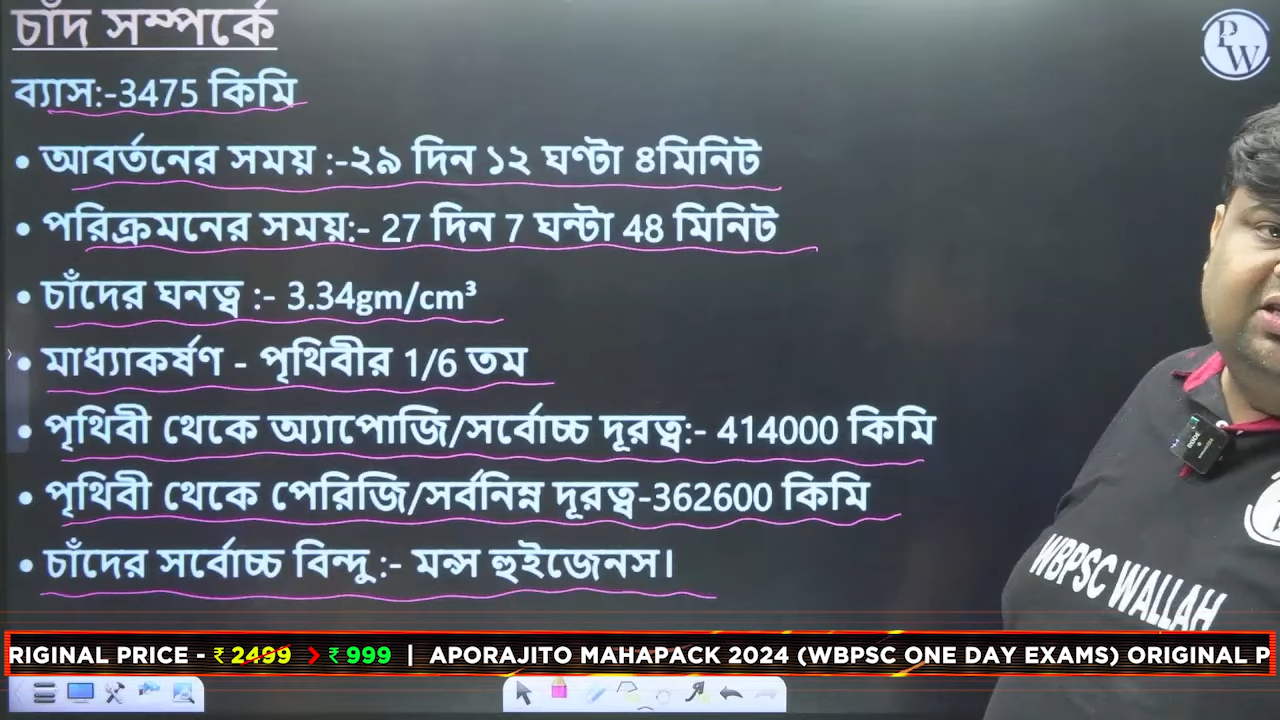 চাঁদ সম্পর্কে
PW
ব্যাস:-3475 কিমি
• আবর্তনের সময় :-২৯ দিন ১২ ঘণ্টা ৪মিনিট
• পরিক্রমনের সময়:- 27 দিন 7 ঘন্টা 48 মিনিট
• চাঁদের ঘনত্ব :- 3.34gm/cm³
• মাধ্যাকর্ষণ - পৃথিবীর 1/6 তম
• পৃথিবী থেকে অ্যাপোজি/সর্বোচ্চ দূরত্ব:- 414000 কিমি
• পৃথিবী থেকে পেরিজি/সর্বনিম্ন দূরত্ব-362600 কিমি
• চাঁদের সর্বোচ্চ বিন্দু:- মন্স হুইজেনস।
WBPSC WALLAH
RIGINAL PRICE - ₹ 2499 > ₹ 999 | APORAJITO MAHAPACK 2024 (WBPSC ONE DAY EXAMS) ORIGINAL P